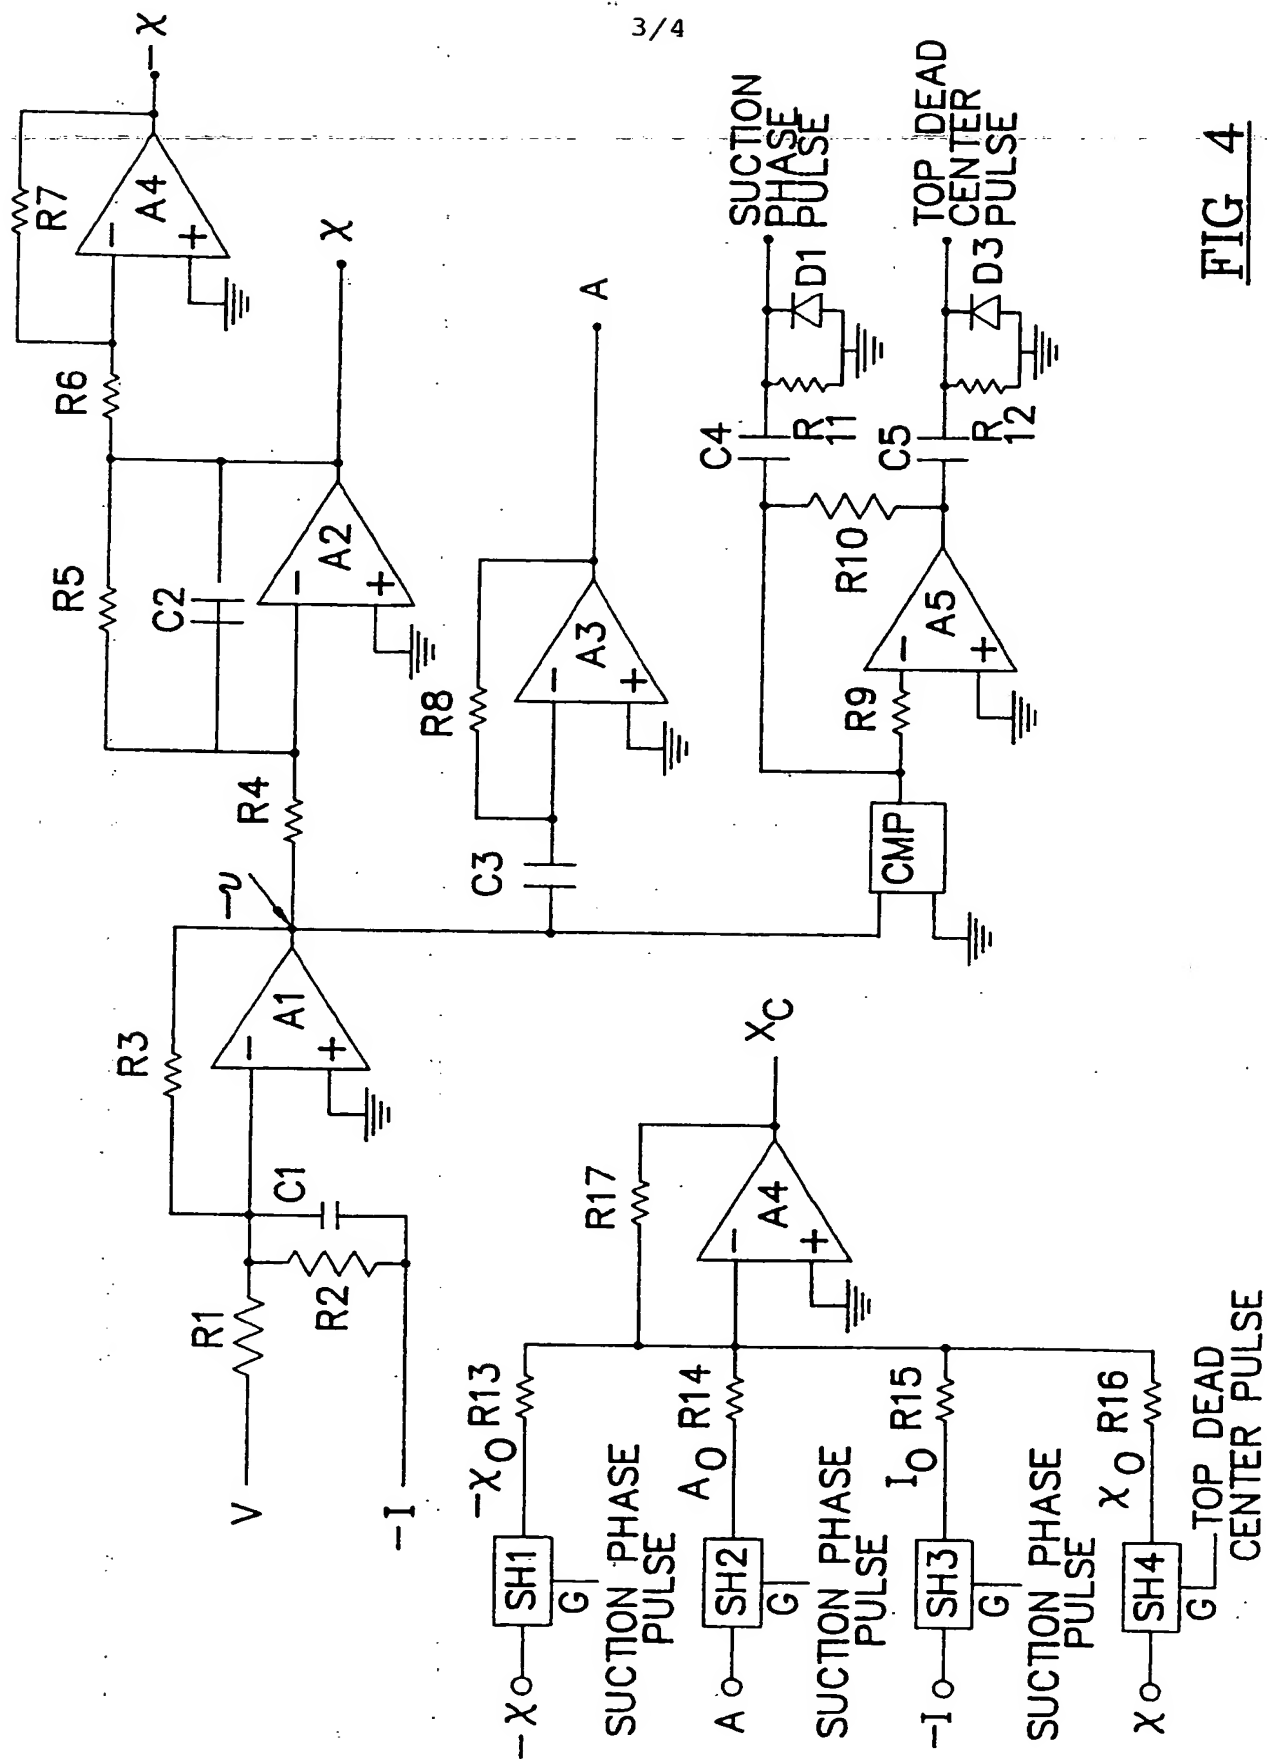 3/4
R7
A4
−
+
−χ
R6
R5
C2
A2
−
+
χ
R4
−υ
R3
A1
−
+
R1
R2
C1
V
−I
R8
C3
A3
−
+
A
CMP
R9
A5
−
+
R10
C4
R
11
D1
SUCTION
PHASE
PULSE
C5
R
12
D3
TOP DEAD
CENTER
PULSE
−χ
SH1
G
SUCTION PHASE
PULSE
−χO R13
A
SH2
G
SUCTION PHASE
PULSE
AO R14
−I
SH3
G
SUCTION PHASE
PULSE
IO R15
χ
SH4
G
TOP DEAD
CENTER PULSE
χO R16
R17
A4
−
+
XC
FIG 4